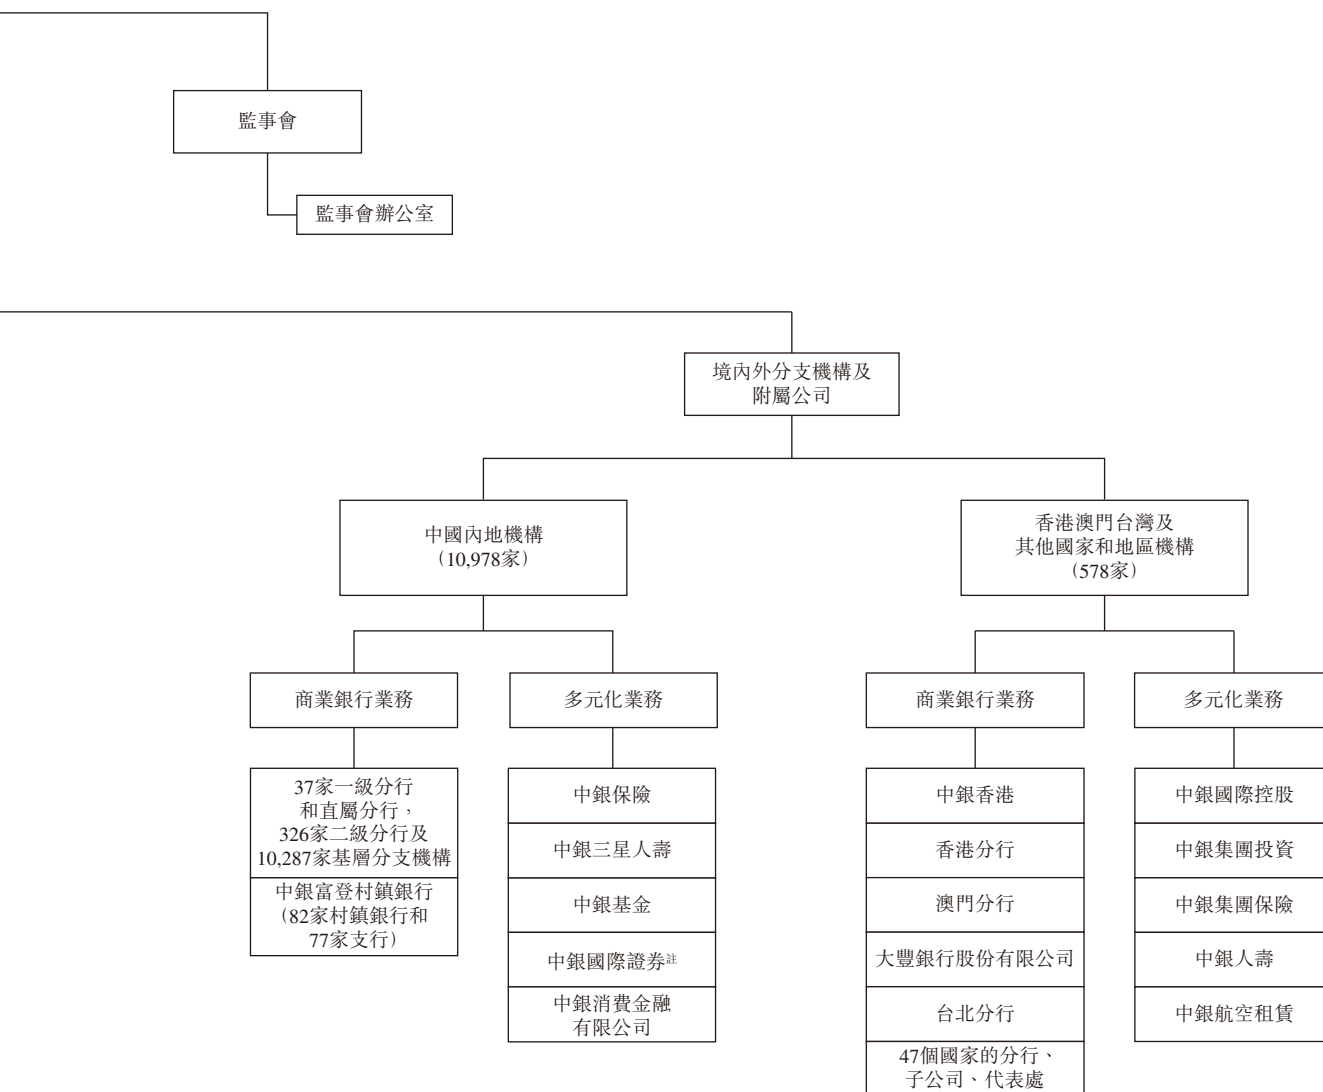 監事會
監事會辦公室
境內外分支機構及
附屬公司
中國內地機構
（10,978家）
香港澳門台灣及
其他國家和地區機構
（578家）
商業銀行業務
多元化業務
商業銀行業務
多元化業務
37家一級分行
和直屬分行，
326家二級分行及
10,287家基層分支機構
中銀富登村鎮銀行
（82家村鎮銀行和
77家支行）
中銀保險
中銀三星人壽
中銀基金
中銀國際證券註
中銀消費金融
有限公司
中銀香港
香港分行
澳門分行
大豐銀行股份有限公司
台北分行
47個國家的分行、
子公司、代表處
中銀國際控股
中銀集團投資
中銀集團保險
中銀人壽
中銀航空租賃